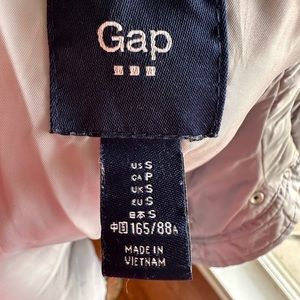 Gap
US S
CA P
UK S
EU S
日本 S
中国 165/88A
MADE IN
VIETNAM